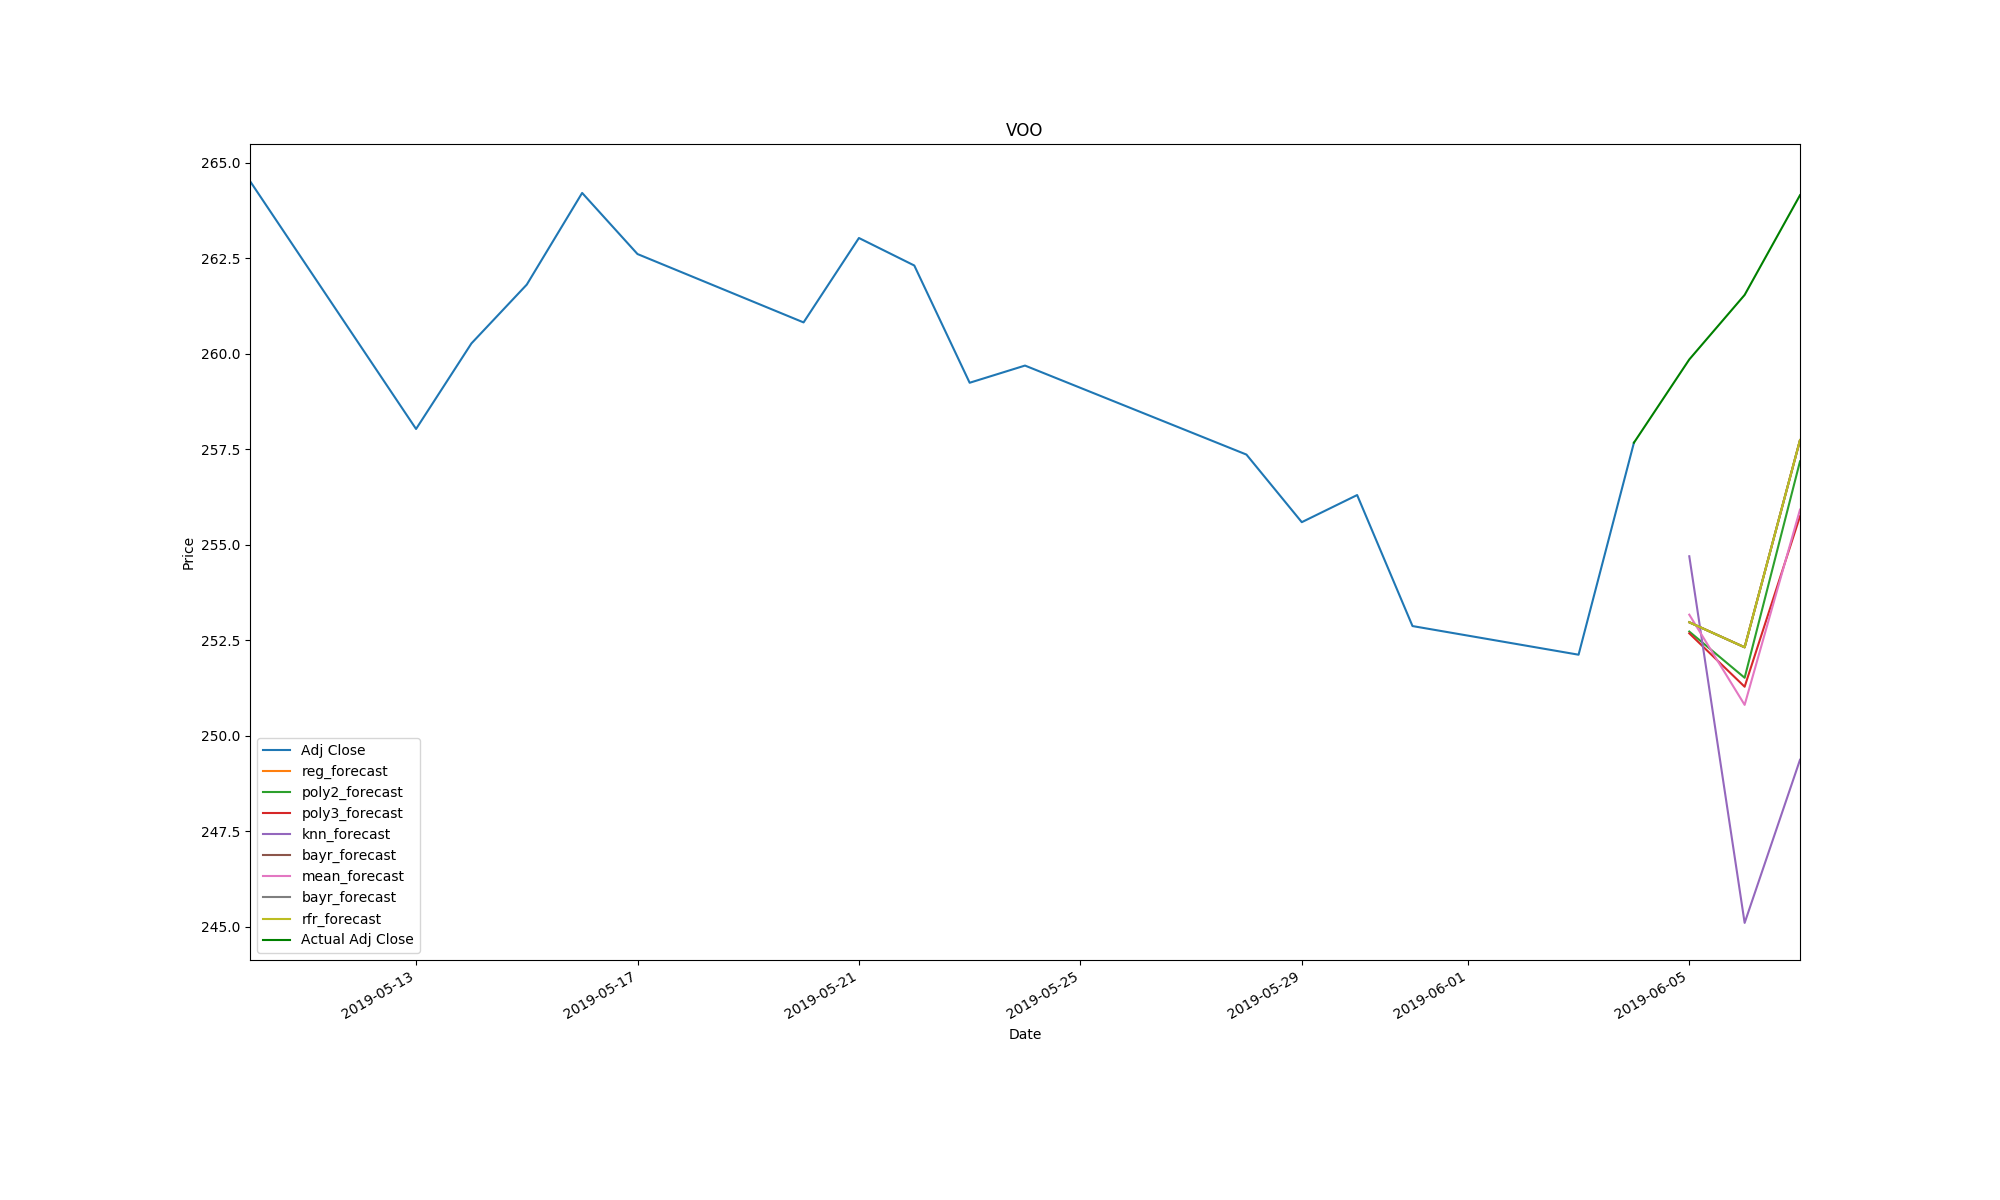 VOO
265.0
262.5
260.0
257.5
255.0
252.5
250.0
247.5
245.0
Price
Adj Close
reg_forecast
poly2_forecast
poly3_forecast
knn_forecast
bayr_forecast
mean_forecast
bayr_forecast
rfr_forecast
Actual Adj Close
2019-05-13
2019-05-17
2019-05-21
2019-05-25
2019-05-29
2019-06-01
2019-06-05
Date